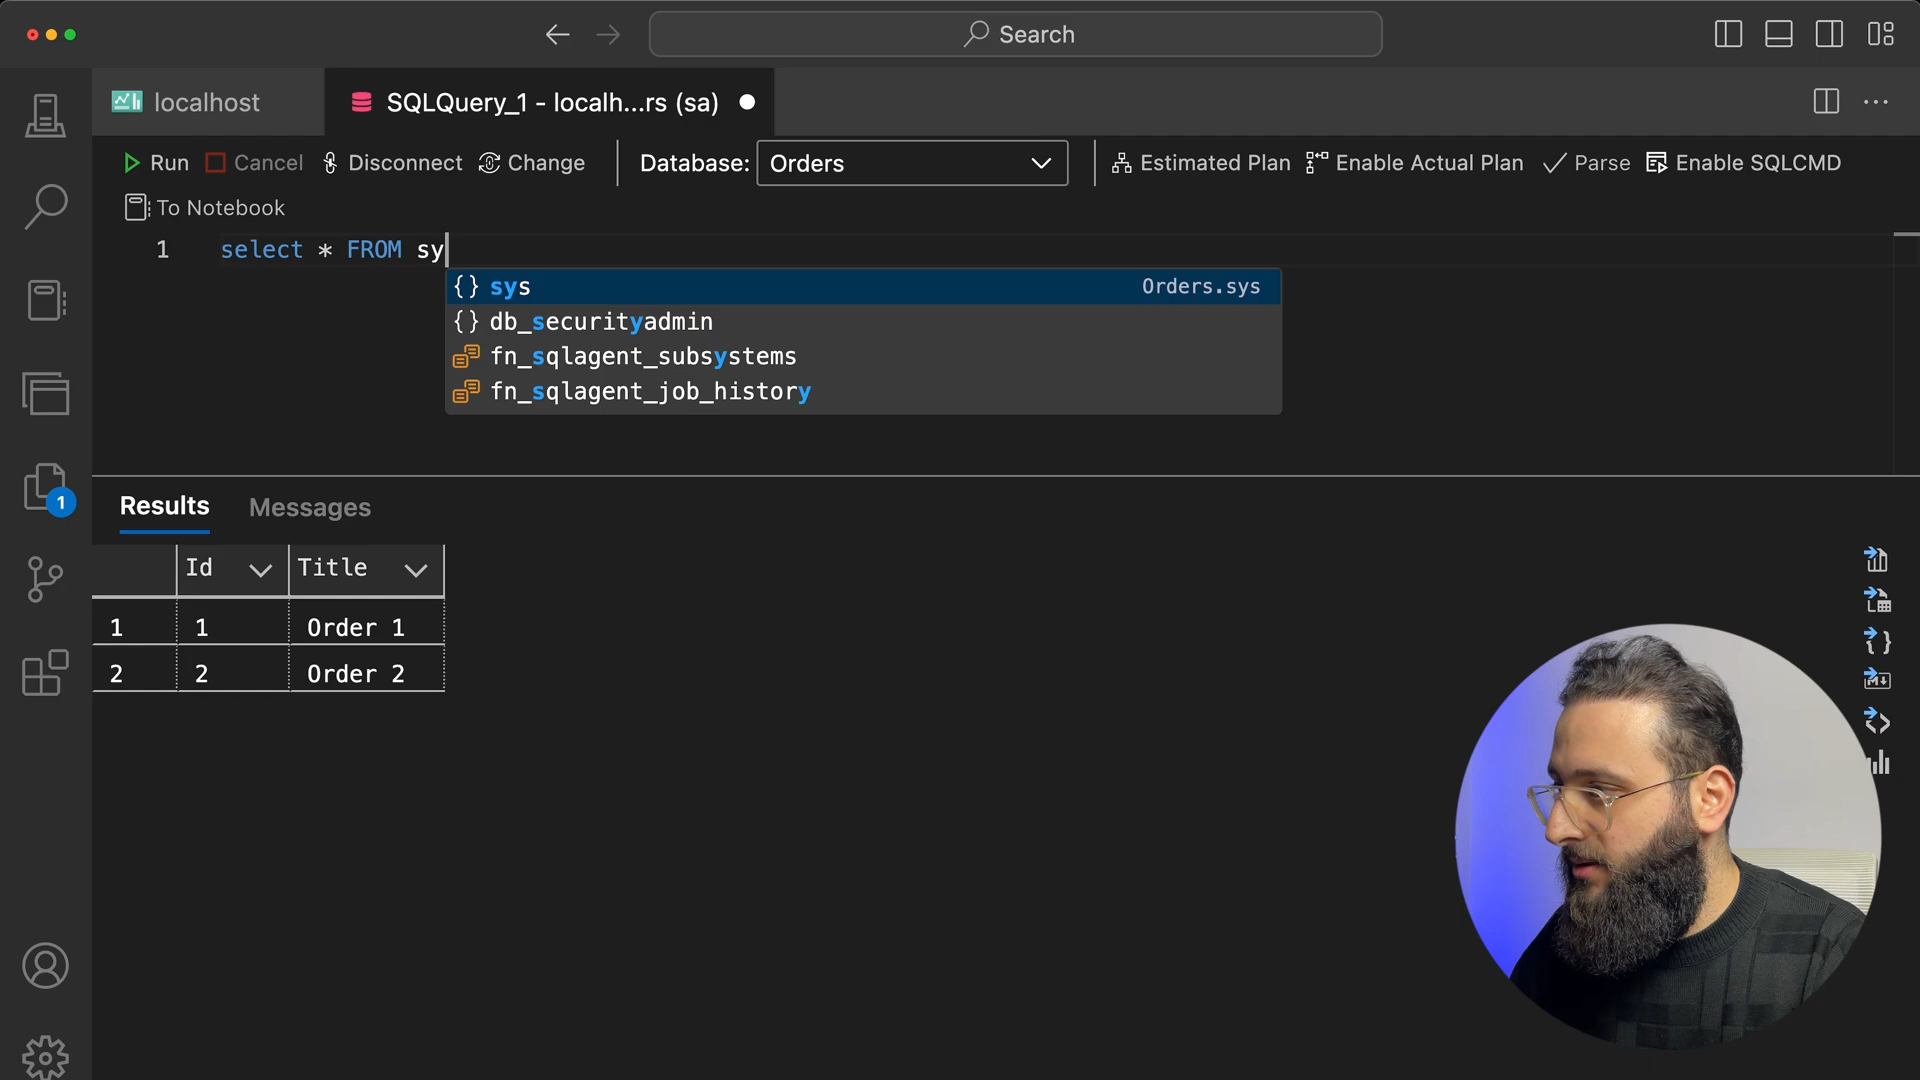 Search
localhost
SQLQuery_1 - localh...rs (sa)
Run Cancel Disconnect Change Database: Orders Estimated Plan Enable Actual Plan Parse Enable SQLCMD
To Notebook
1 select * FROM sy
{} sys Orders.sys
{} db_securityadmin
fn_sqlagent_subsystems
fn_sqlagent_job_history
1
Results Messages
Id Title
1 1 Order 1
2 2 Order 2